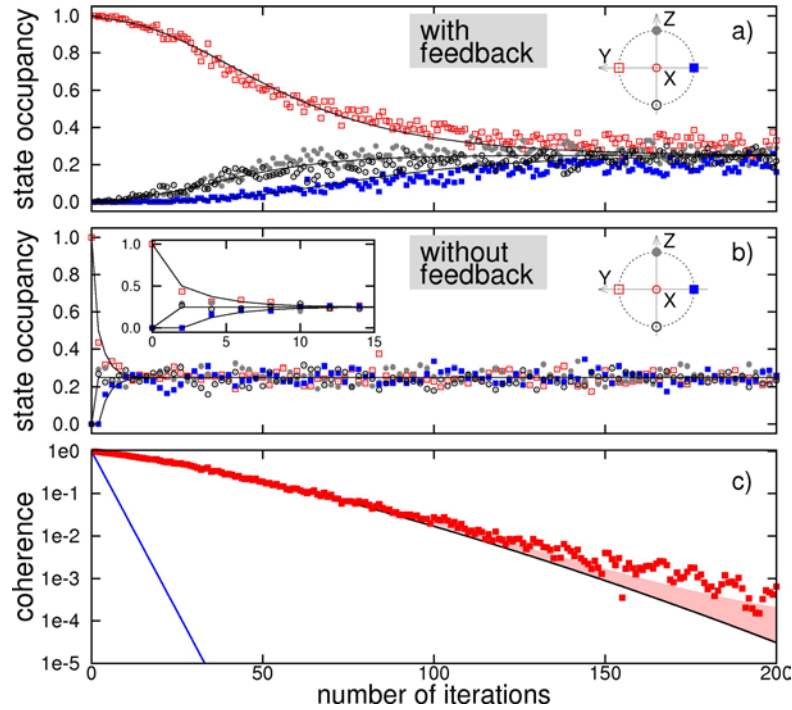 with
feedback
a)
Z
Y
X
state occupancy
1.0
0.8
0.6
0.4
0.2
0.0
without
feedback
b)
Z
Y
X
state occupancy
1.0
0.8
0.6
0.4
0.2
0.0
1.0
0.5
0.0
0 5 10 15
c)
coherence
1e0
1e-1
1e-2
1e-3
1e-4
1e-5
0 50 100 150 200
number of iterations